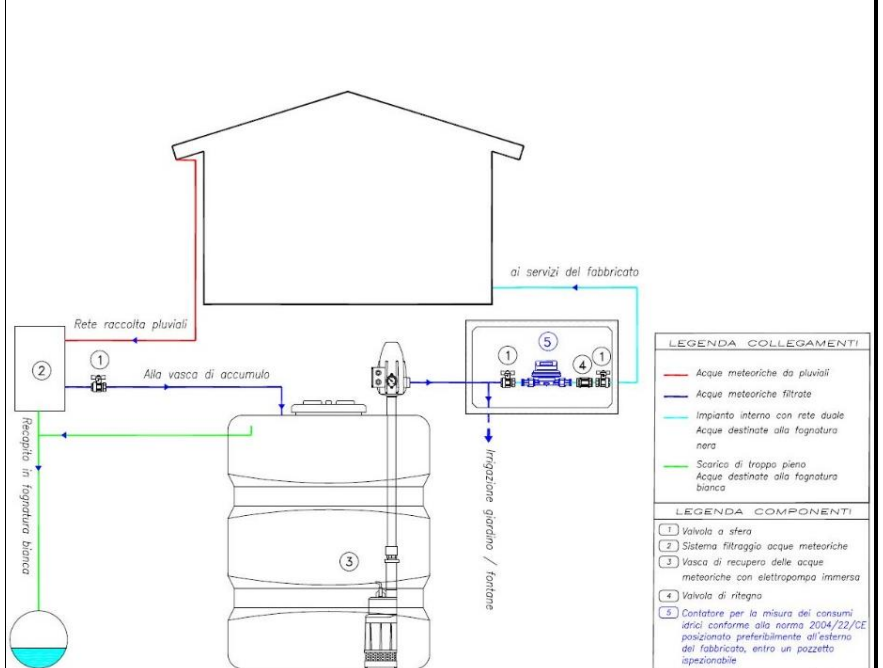 ai servizi del fabbricato
Rete raccolta pluviali
2
1
Alla vasca di accumulo
1
5
4
1
Recapito in fognatura bianca
Irrigazione giardino / fontane
3
LEGENDA COLLEGAMENTI
Acque meteoriche da pluviali
Acque meteoriche filtrate
Impianto interno con rete duale
Acque destinate alla fognatura
nera
Scarico di troppo pieno
Acque destinate alla fognatura
bianca
LEGENDA COMPONENTI
1 Valvola a sfera
2 Sistema filtraggio acque meteoriche
3 Vasca di recupero delle acque
meteoriche con elettropompa immersa
4 Valvola di ritegno
5 Contatore per la misura dei consumi
idrici conforme alla norma 2004/22/CE
posizionato preferibilmente all'esterno
del fabbricato, entro un pozzetto
ispezionabile